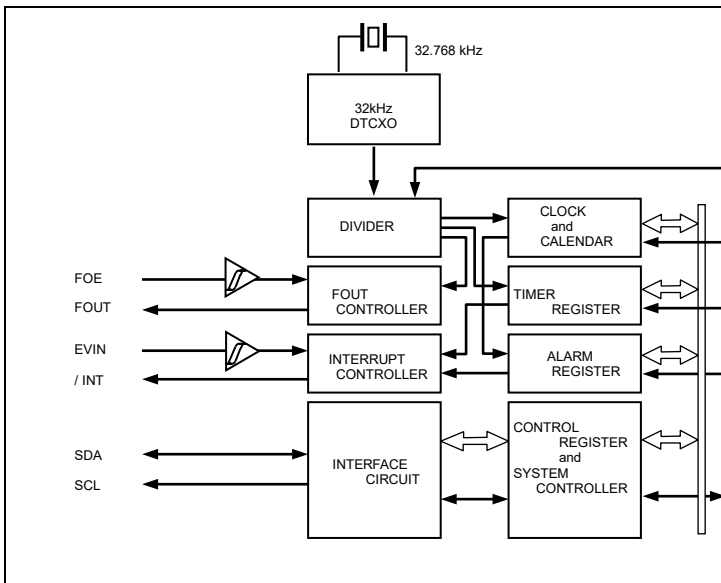 32.768 kHz
32kHz
DTCXO
DIVIDER
CLOCK
and
CALENDAR
FOE
FOUT
FOUT
CONTROLLER
TIMER
REGISTER
EVIN
/ INT
INTERRUPT
CONTROLLER
ALARM
REGISTER
SDA
SCL
INTERFACE
CIRCUIT
CONTROL
REGISTER
and
SYSTEM
CONTROLLER